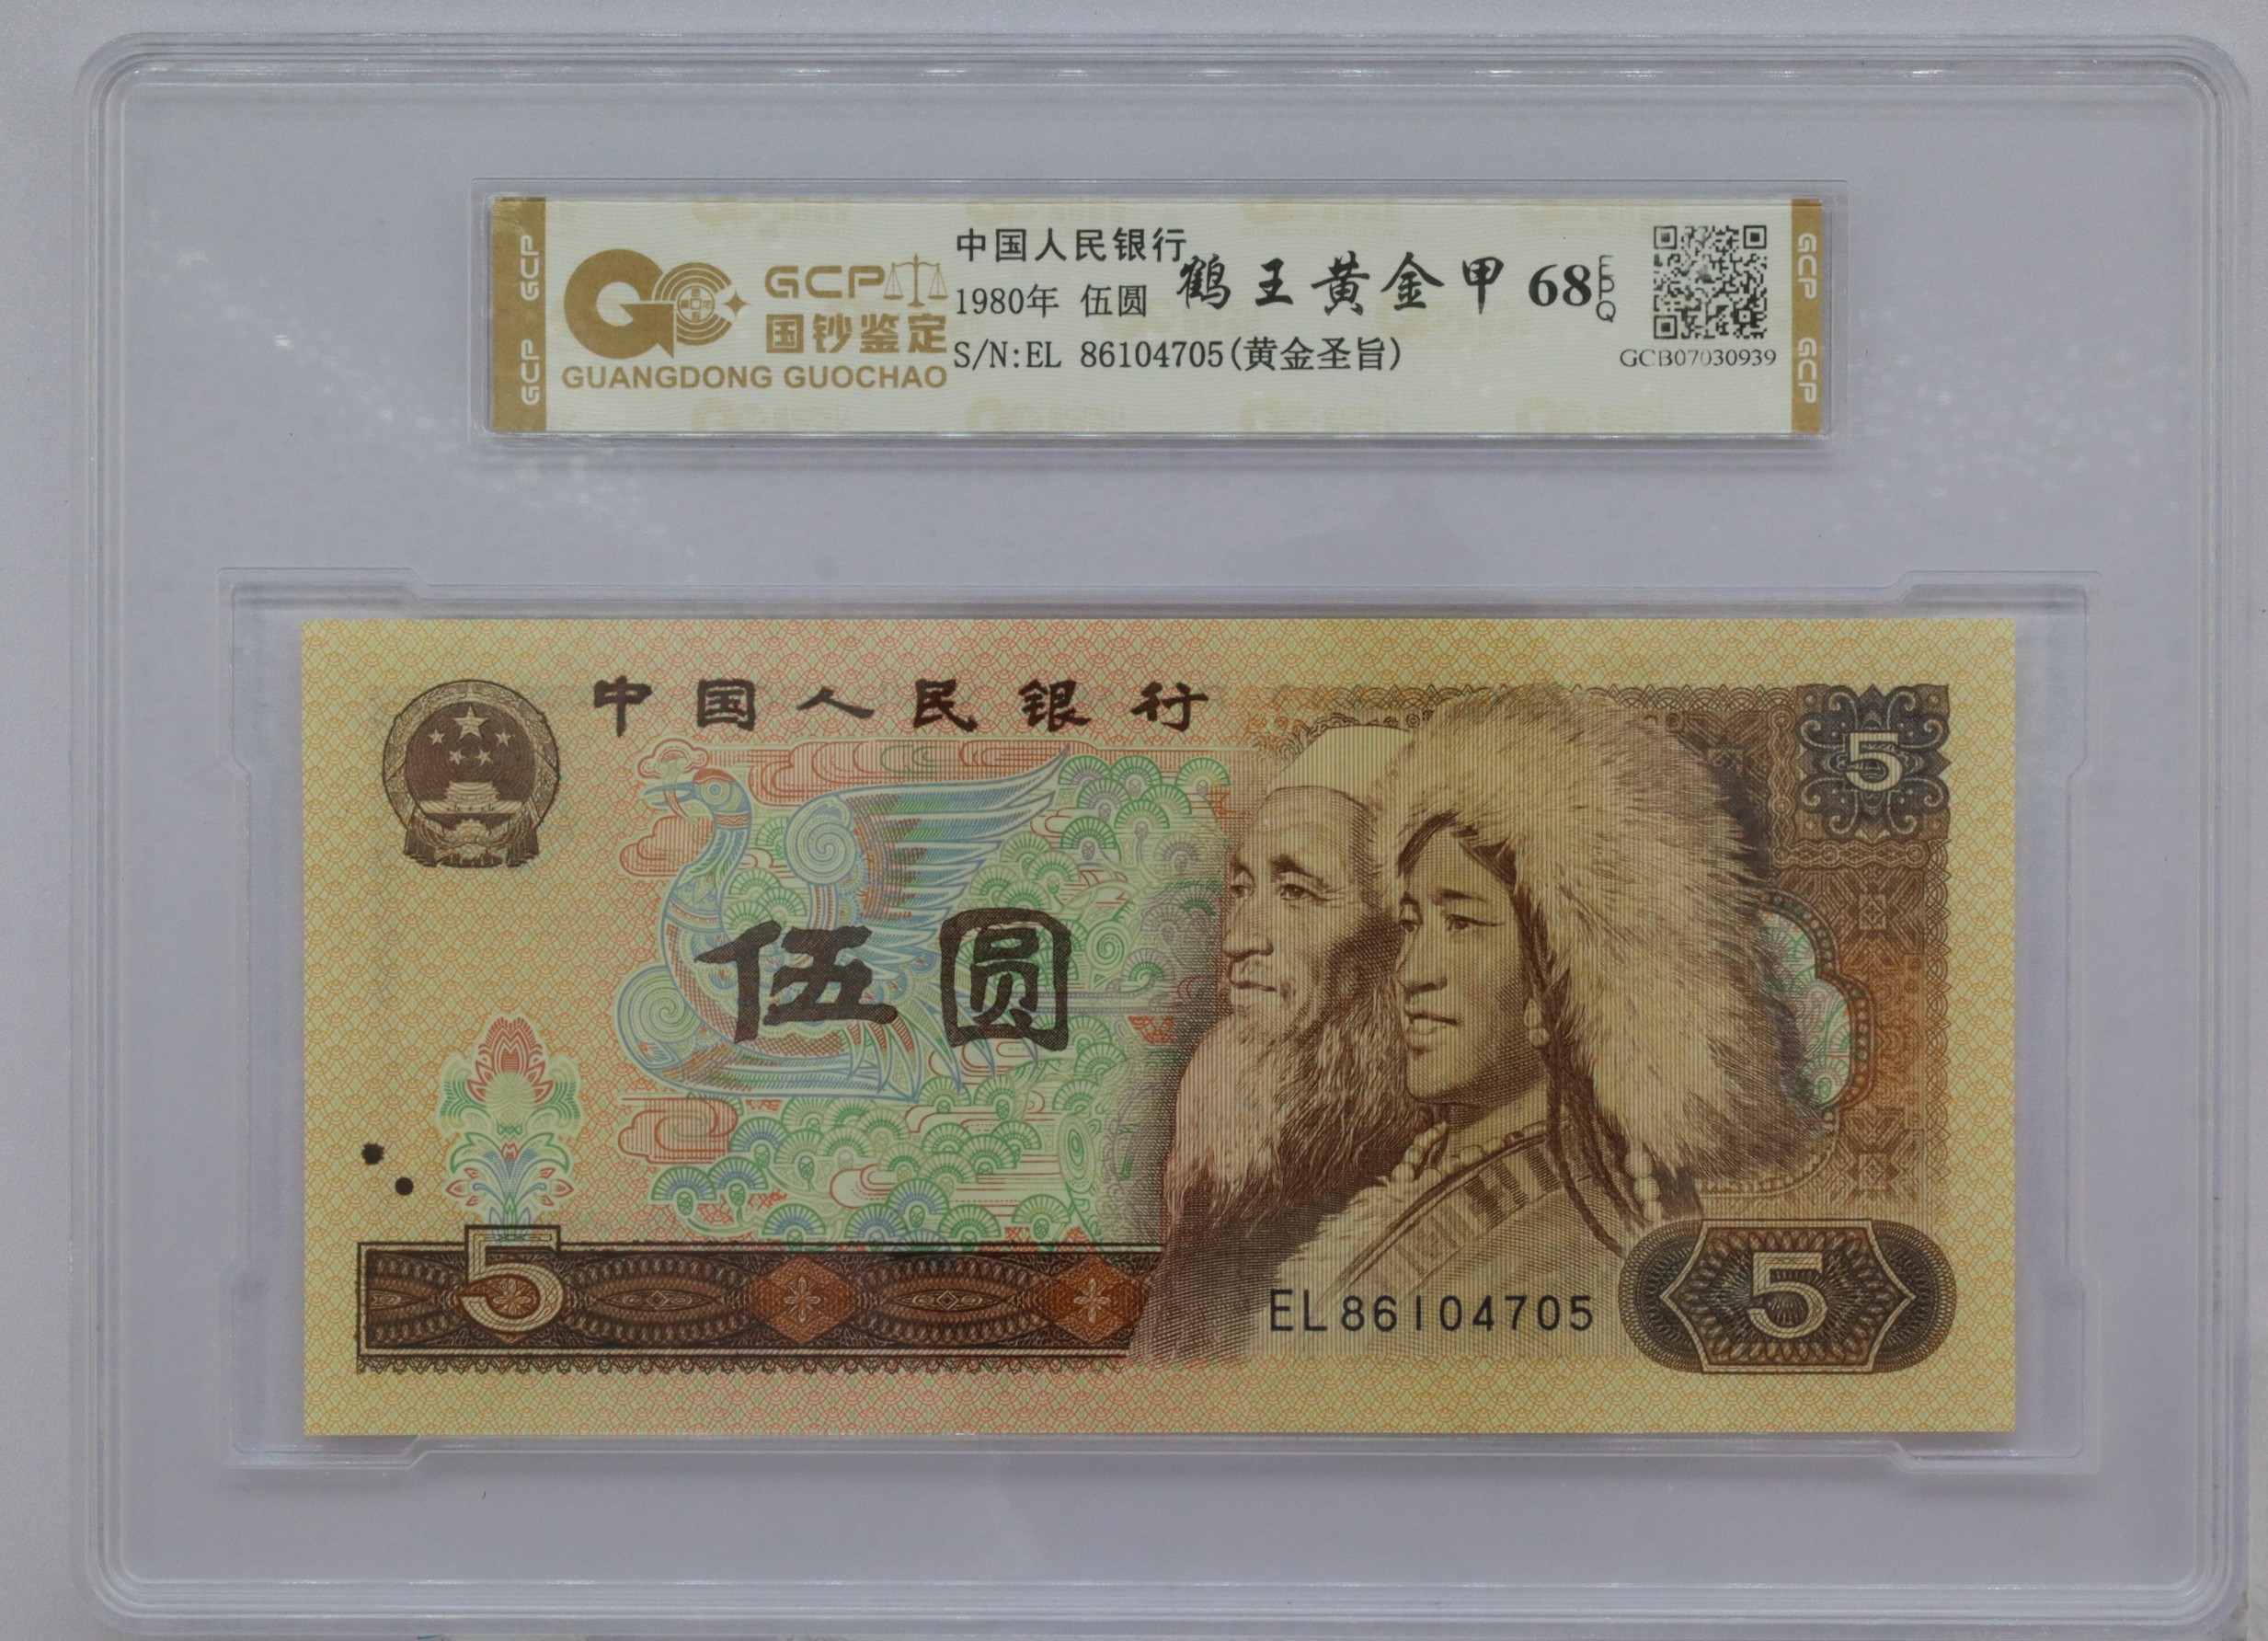 GCP GCP
GCP
国钞鉴定
GUANGDONG GUOCHAO
中国人民银行
1980年 伍圆
鹤王黄金甲 68 EPQ
S/N:EL 86104705(黄金圣旨)
GCB07030939
GCP GCP
中国人民银行
5
伍圆
5
EL86104705
5